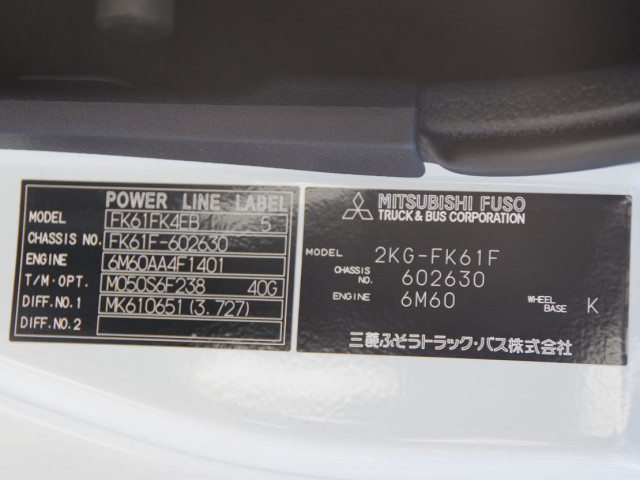 POWER LINE LABEL
MODEL FK61FK4EB 5
CHASSIS NO. FK61F-602630
ENGINE 6M60AA4F1401
T/M·OPT. M050S6F238 40G
DIFF.NO.1 MK610651(3.727)
DIFF.NO.2
MITSUBISHI FUSO
TRUCK & BUS CORPORATION
MODEL 2KG-FK61F
CHASSIS NO. 602630
ENGINE 6M60 WHEEL BASE K
三菱ふそうトラック・バス株式会社